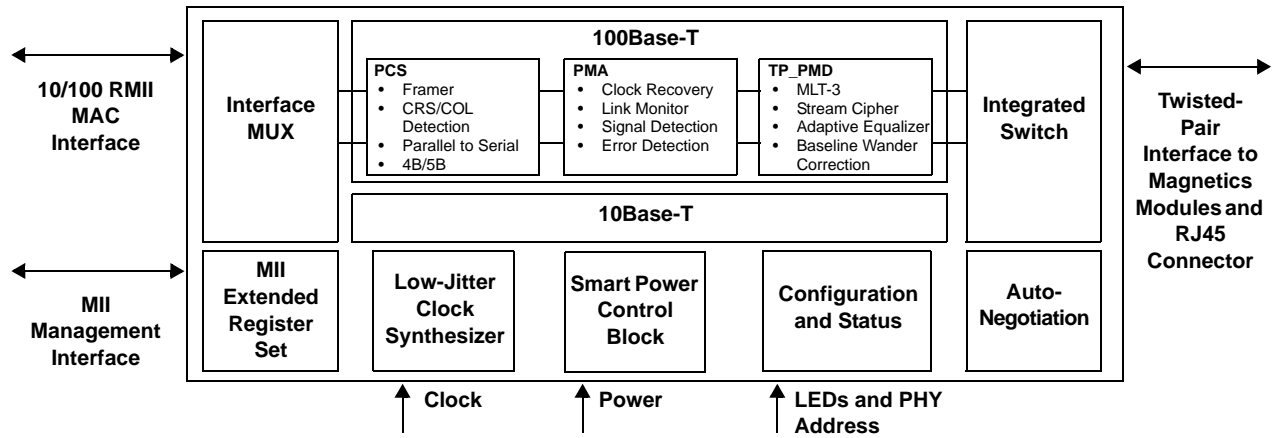 100Base-T
10/100 RMII
MAC
Interface
Interface
MUX
PCS
• Framer
• CRS/COL
Detection
• Parallel to Serial
• 4B/5B
PMA
• Clock Recovery
• Link Monitor
• Signal Detection
• Error Detection
TP_PMD
• MLT-3
• Stream Cipher
• Adaptive Equalizer
• Baseline Wander
Correction
Integrated
Switch
Twisted-
Pair
Interface to
Magnetics
Modules and
RJ45
Connector
10Base-T
MII
Management
Interface
MII
Extended
Register
Set
Low-Jitter
Clock
Synthesizer
Smart Power
Control
Block
Configuration
and Status
Auto-
Negotiation
Clock
Power
LEDs and PHY
Address